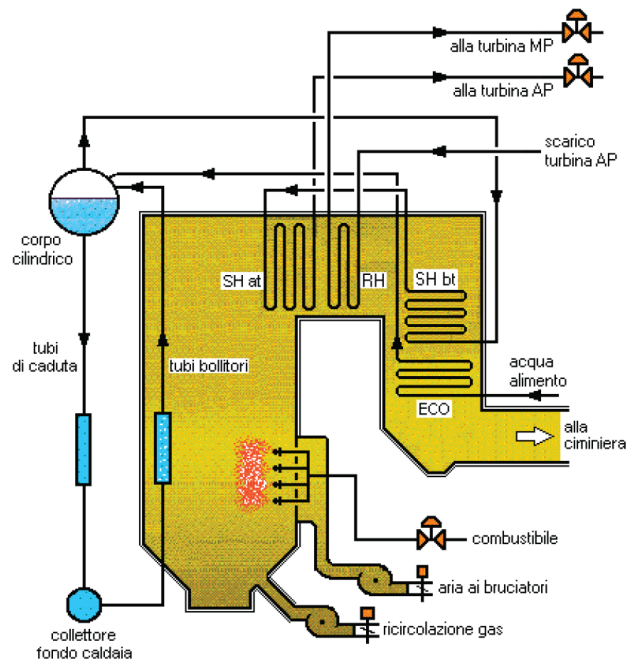 alla turbina MP
alla turbina AP
scarico
turbina AP
corpo
cilindrico
SH at
RH
SH bt
tubi
di caduta
tubi bollitori
acqua
alimento
ECO
alla
ciminiera
combustibile
aria ai bruciatori
ricircolazione gas
collettore
fondo caldaia